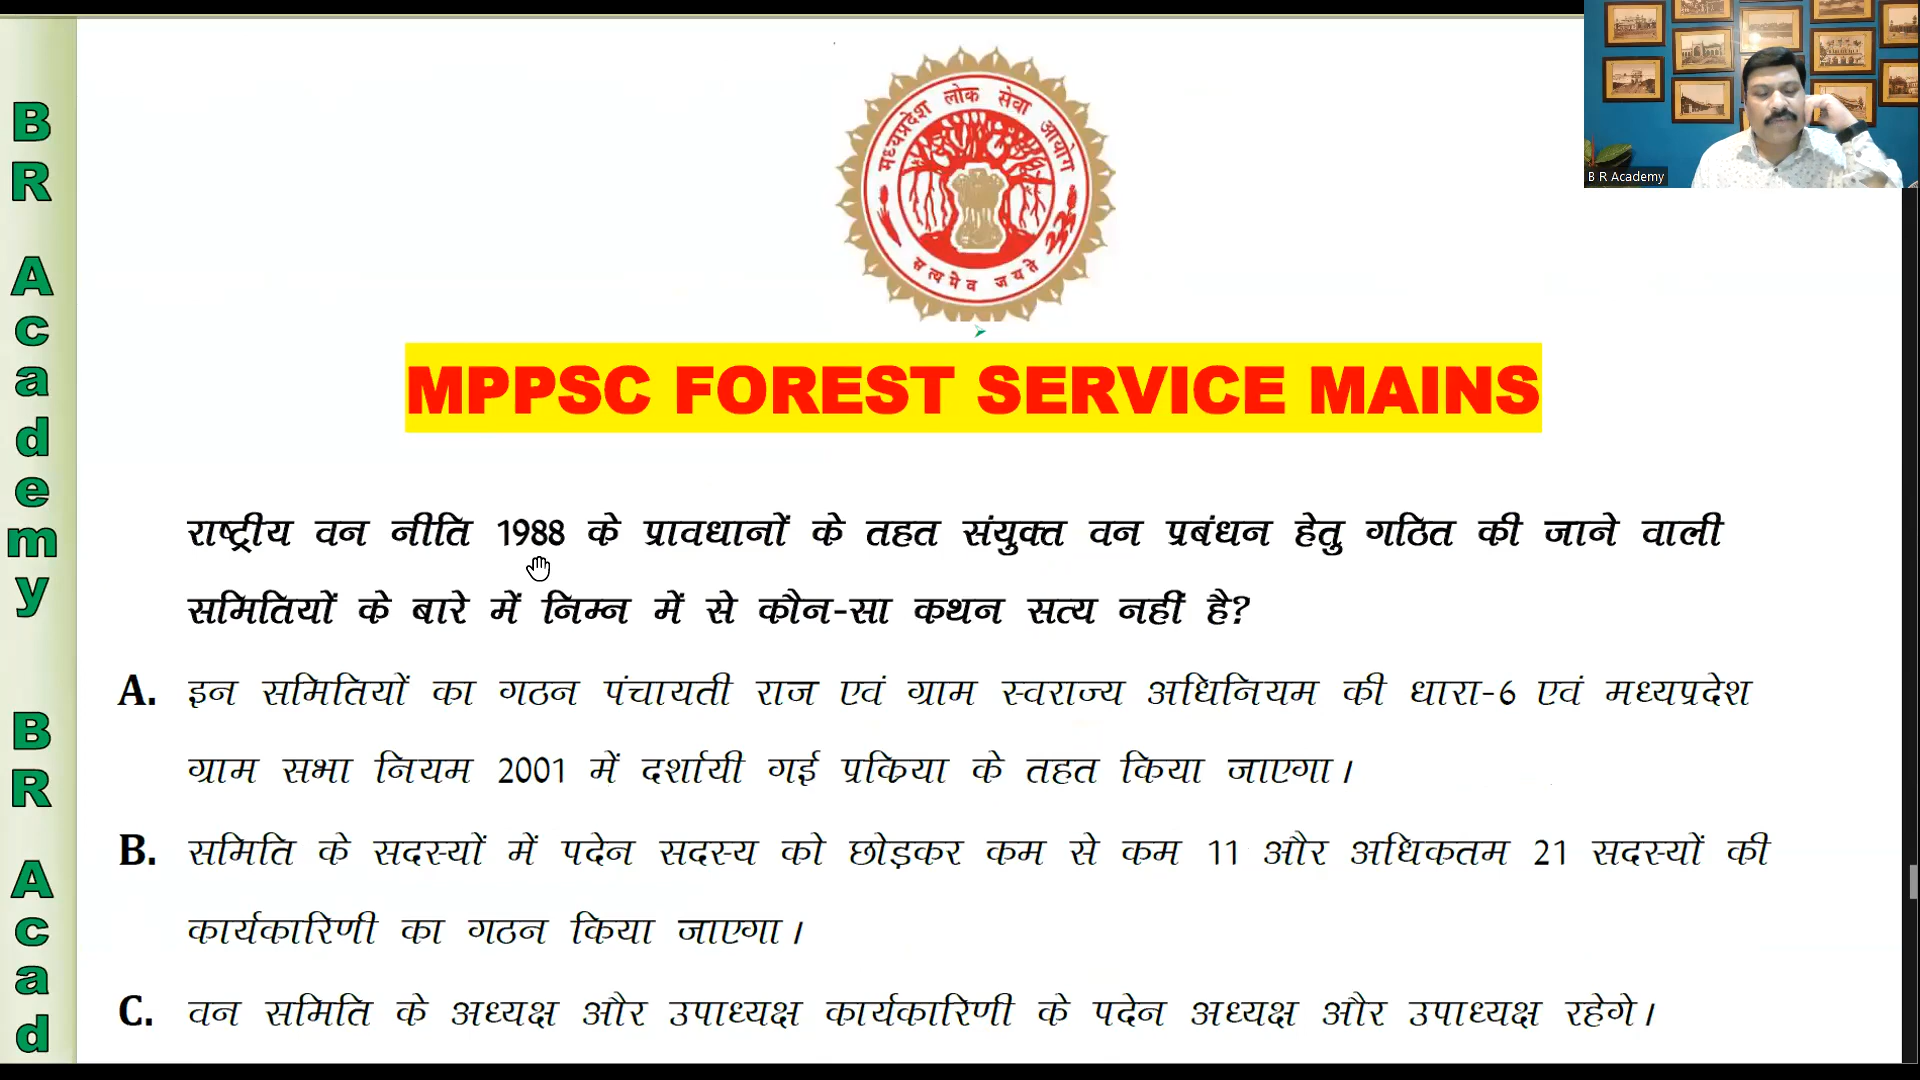 मध्यप्रदेश लोक सेवा आयोग
सत्यमेव जयते
B R Academy
MPPSC FOREST SERVICE MAINS
राष्ट्रीय वन नीति 1988 के प्रावधानों के तहत संयुक्त वन प्रबंधन हेतु गठित की जाने वाली
समितियों के बारे में निम्न में से कौन-सा कथन सत्य नहीं है?
A. इन समितियों का गठन पंचायती राज एवं ग्राम स्वराज्य अधिनियम की धारा-6 एवं मध्यप्रदेश
ग्राम सभा नियम 2001 में दर्शायी गई प्रकिया के तहत किया जाएगा।
B. समिति के सदस्यों में पदेन सदस्य को छोड़कर कम से कम 11 और अधिकतम 21 सदस्यों की
कार्यकारिणी का गठन किया जाएगा।
C. वन समिति के अध्यक्ष और उपाध्यक्ष कार्यकारिणी के पदेन अध्यक्ष और उपाध्यक्ष रहेगे।
BR Academy BR Acad